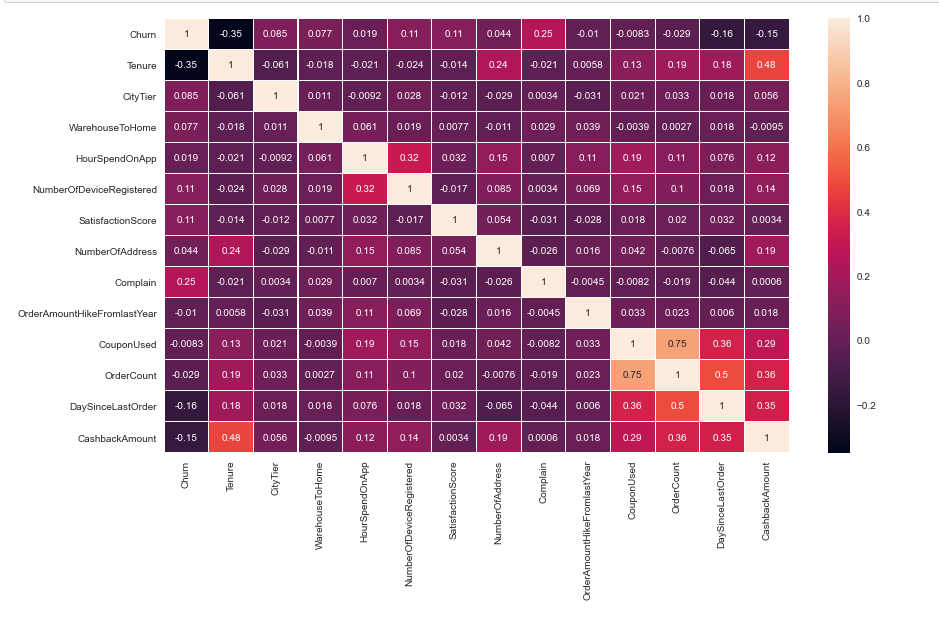 Churn 1 -0.35 0.085 0.077 0.019 0.11 0.11 0.044 0.25 -0.01 -0.0083 -0.029 -0.16 -0.15
Tenure -0.35 1 -0.061 -0.018 -0.021 -0.024 -0.014 0.24 -0.021 0.0058 0.13 0.19 0.18 0.48
CityTier 0.085 -0.061 1 0.011 -0.0092 0.028 -0.012 -0.029 0.0034 -0.031 0.021 0.033 0.018 0.056
WarehouseToHome 0.077 -0.018 0.011 1 0.061 0.019 0.0077 -0.011 0.029 0.039 -0.0039 0.0027 0.018 -0.0095
HourSpendOnApp 0.019 -0.021 -0.0092 0.061 1 0.32 0.032 0.15 0.007 0.11 0.19 0.11 0.076 0.12
NumberOfDeviceRegistered 0.11 -0.024 0.028 0.019 0.32 1 -0.017 0.085 0.0034 0.069 0.15 0.1 0.018 0.14
SatisfactionScore 0.11 -0.014 -0.012 0.0077 0.032 -0.017 1 0.054 -0.031 -0.028 0.018 0.02 0.032 0.0034
NumberOfAddress 0.044 0.24 -0.029 -0.011 0.15 0.085 0.054 1 -0.026 0.016 0.042 -0.0076 -0.065 0.19
Complain 0.25 -0.021 0.0034 0.029 0.007 0.0034 -0.031 -0.026 1 -0.0045 -0.0082 -0.019 -0.044 0.0006
OrderAmountHikeFromlastYear -0.01 0.0058 -0.031 0.039 0.11 0.069 -0.028 0.016 -0.0045 1 0.033 0.023 0.006 0.018
CouponUsed -0.0083 0.13 0.021 -0.0039 0.19 0.15 0.018 0.042 -0.0082 0.033 1 0.75 0.36 0.29
OrderCount -0.029 0.19 0.033 0.0027 0.11 0.1 0.02 -0.0076 -0.019 0.023 0.75 1 0.5 0.36
DaySinceLastOrder -0.16 0.18 0.018 0.018 0.076 0.018 0.032 -0.065 -0.044 0.006 0.36 0.5 1 0.35
CashbackAmount -0.15 0.48 0.056 -0.0095 0.12 0.14 0.0034 0.19 0.0006 0.018 0.29 0.36 0.35 1
Churn
Tenure
CityTier
WarehouseToHome
HourSpendOnApp
NumberOfDeviceRegistered
SatisfactionScore
NumberOfAddress
Complain
OrderAmountHikeFromlastYear
CouponUsed
OrderCount
DaySinceLastOrder
CashbackAmount
1.0
0.8
0.6
0.4
0.2
0.0
−0.2